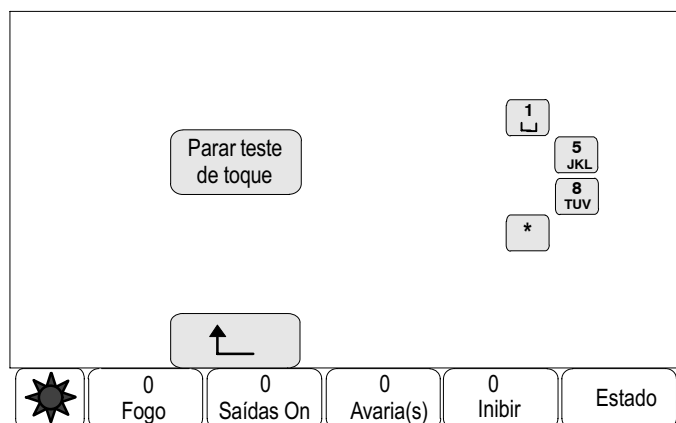 1
Parar teste
de toque
5
JKL
8
TUV
*
0
Fogo
0
Saídas On
0
Avaria(s)
0
Inibir
Estado